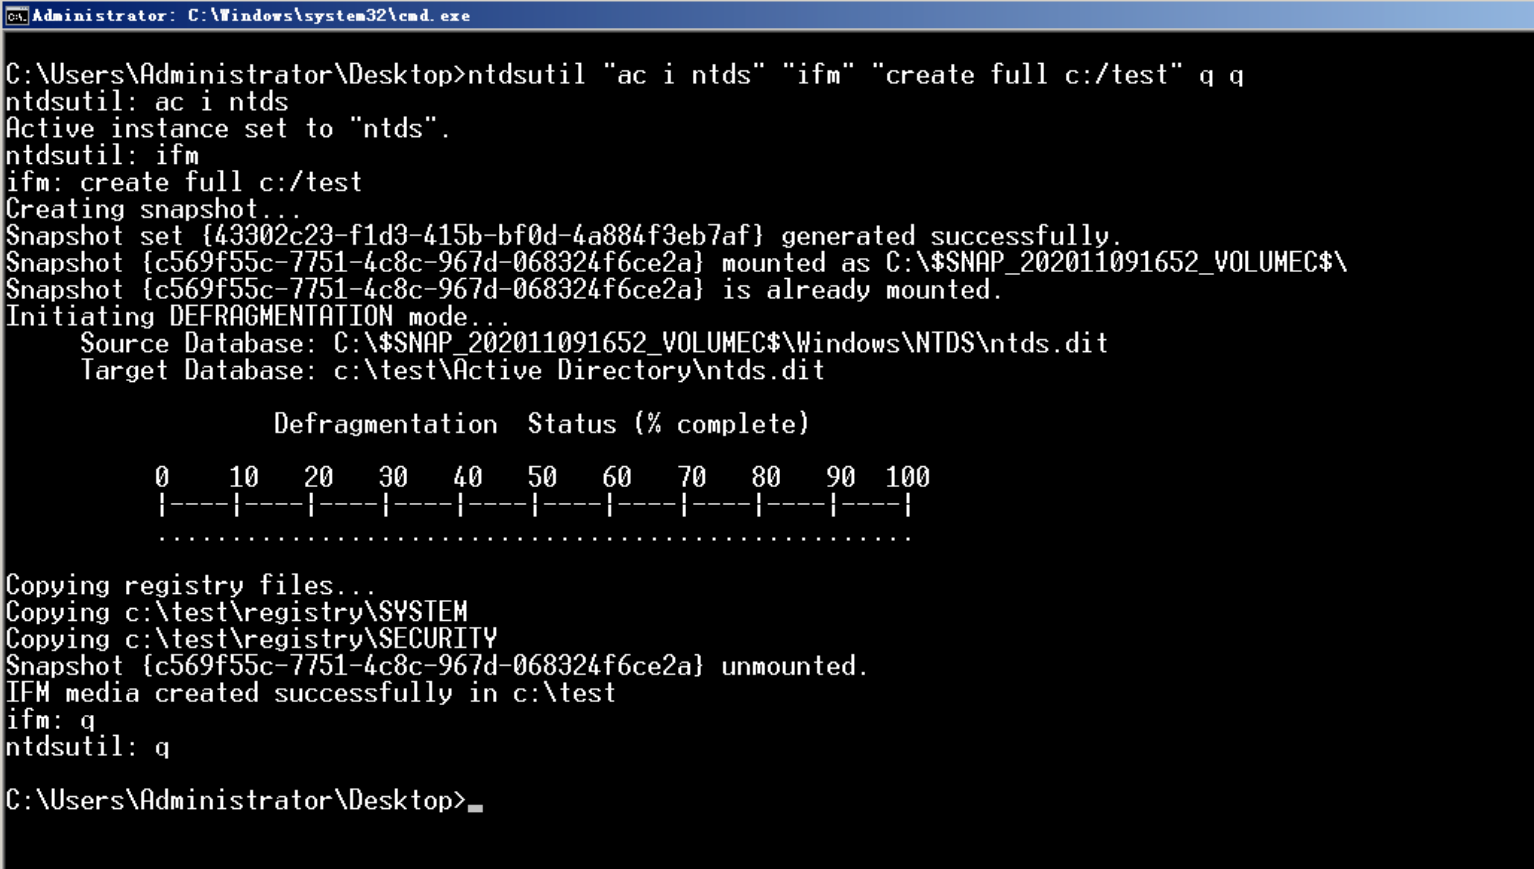 Administrator: C:\Windows\system32\cmd.exe
C:\Users\Administrator\Desktop>ntdsutil "ac i ntds" "ifm" "create full c:/test" q q
ntdsutil: ac i ntds
Active instance set to "ntds".
ntdsutil: ifm
ifm: create full c:/test
Creating snapshot...
Snapshot set {43302c23-f1d3-415b-bf0d-4a884f3eb7af} generated successfully.
Snapshot {c569f55c-7751-4c8c-967d-068324f6ce2a} mounted as C:\$SNAP_202011091652_VOLUMEC$\
Snapshot {c569f55c-7751-4c8c-967d-068324f6ce2a} is already mounted.
Initiating DEFRAGMENTATION mode...
     Source Database: C:\$SNAP_202011091652_VOLUMEC$\Windows\NTDS\ntds.dit
     Target Database: c:\test\Active Directory\ntds.dit
                  Defragmentation  Status (% complete)
          0    10   20   30   40   50   60   70   80   90  100
          |----|----|----|----|----|----|----|----|----|----|
          ...................................................
Copying registry files...
Copying c:\test\registry\SYSTEM
Copying c:\test\registry\SECURITY
Snapshot {c569f55c-7751-4c8c-967d-068324f6ce2a} unmounted.
IFM media created successfully in c:\test
ifm: q
ntdsutil: q
C:\Users\Administrator\Desktop>_